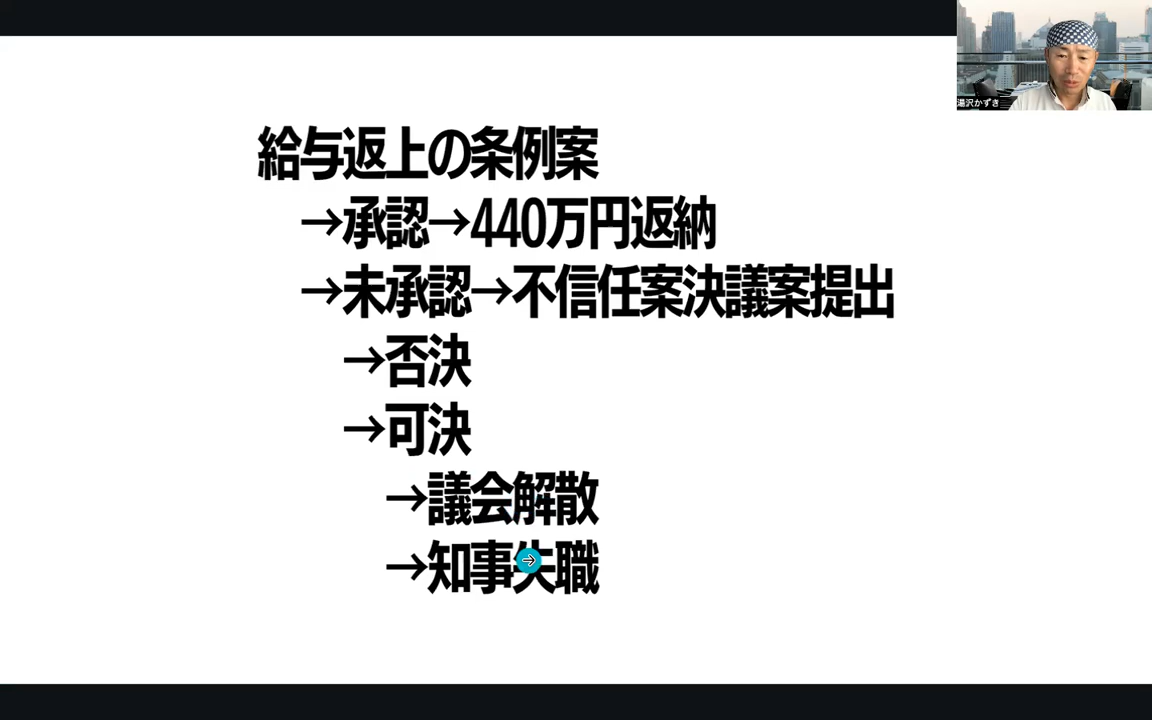 湯沢かずき
給与返上の条例案
→承認→440万円返納
→未承認→不信任案決議案提出
→否決
→可決
→議会解散
→知事失職